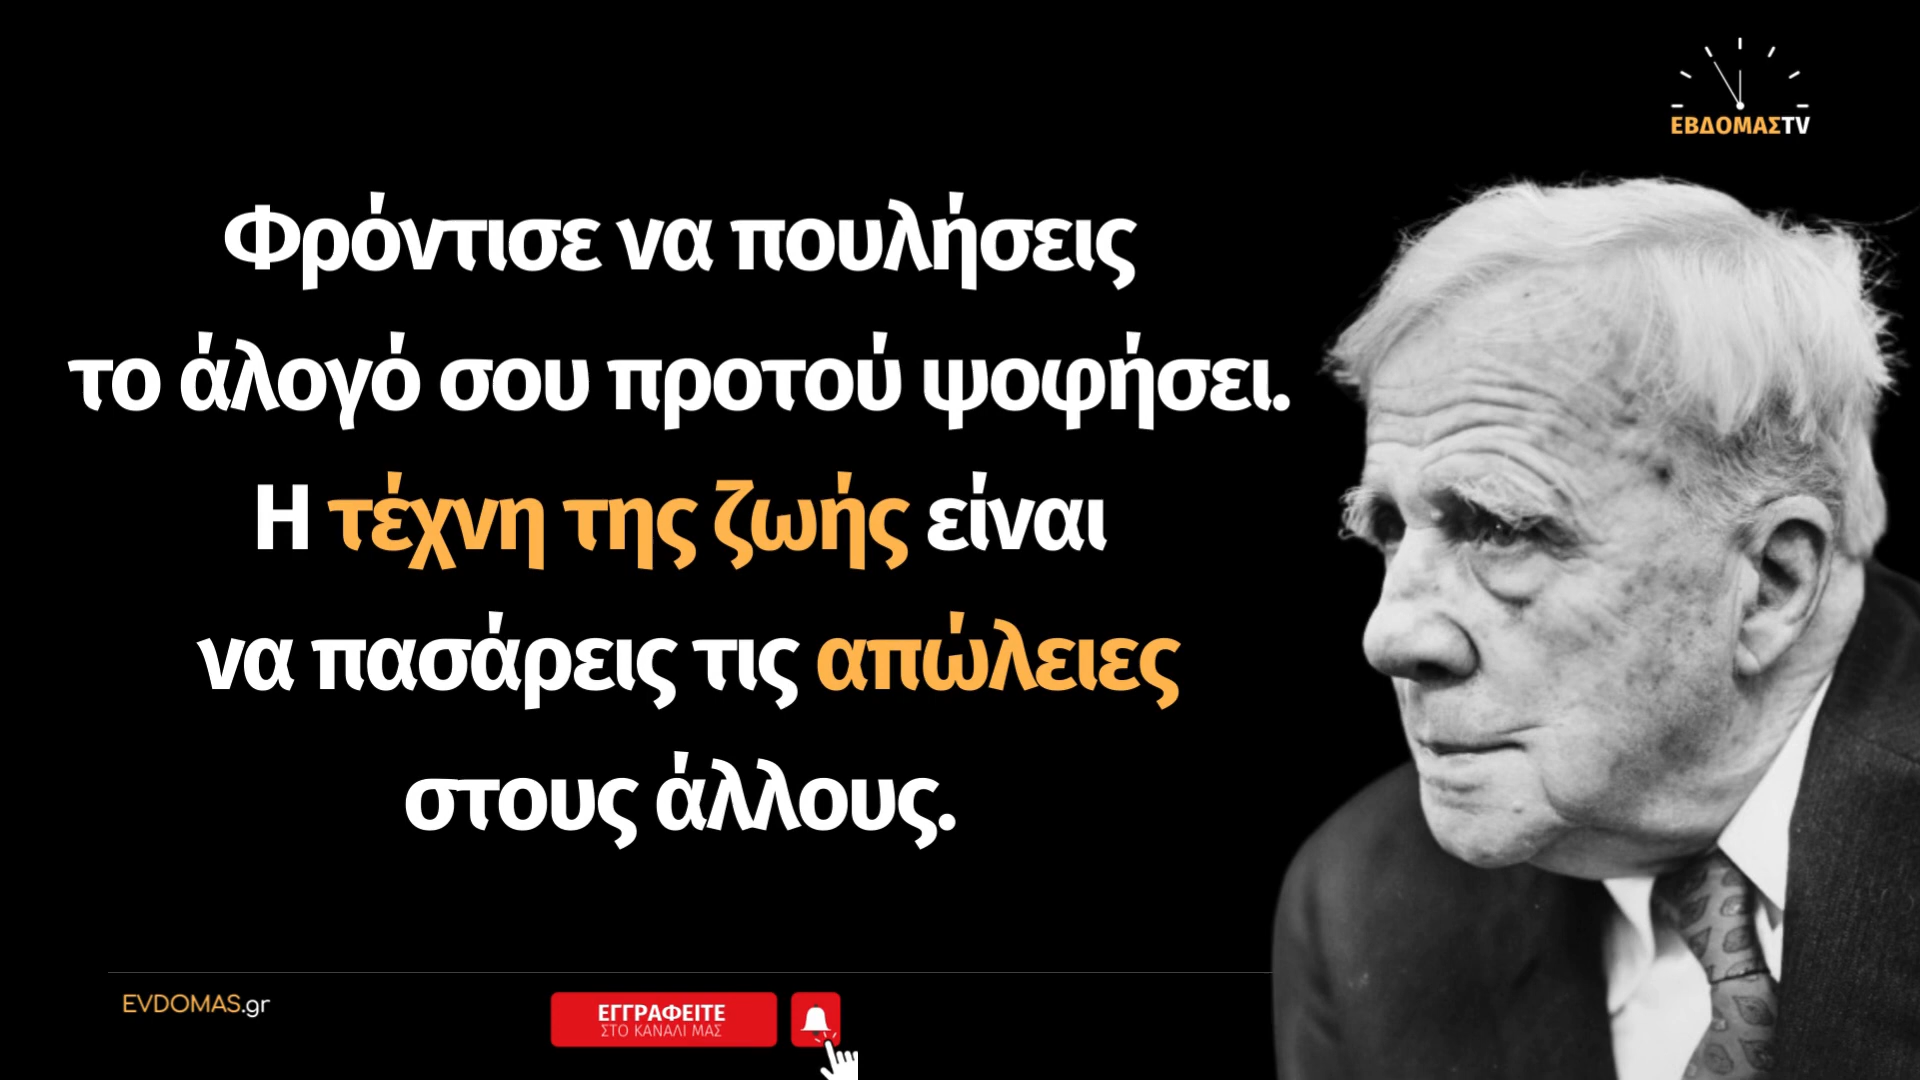 ΕΒΔΟΜΑΣTV
Φρόντισε να πουλήσεις
το άλογό σου προτού ψοφήσει.
Η τέχνη της ζωής είναι
να πασάρεις τις απώλειες
στους άλλους.
EVDOMAS.gr
ΕΓΓΡΑΦΕΙΤΕ
ΣΤΟ ΚΑΝΑΛΙ ΜΑΣ